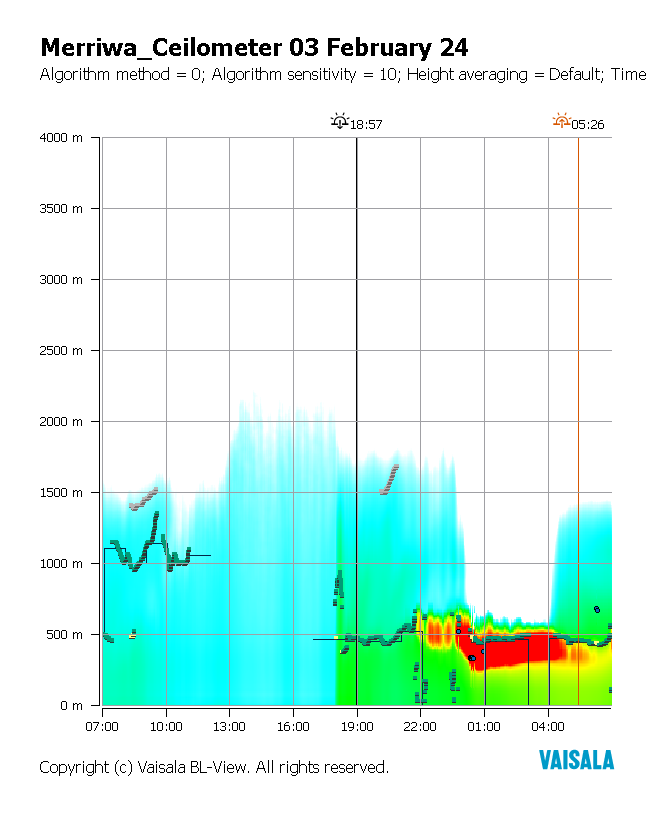 Merriwa_Ceilometer 03 February 24
Algorithm method = 0; Algorithm sensitivity = 10; Height averaging = Default; Time
18:57 05:26
4000 m
3500 m
3000 m
2500 m
2000 m
1500 m
1000 m
500 m
0 m
07:00 10:00 13:00 16:00 19:00 22:00 01:00 04:00
VAISALA
Copyright (c) Vaisala BL-View. All rights reserved.